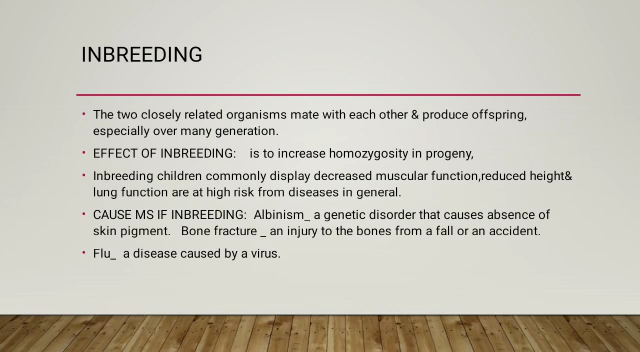 INBREEDING
• The two closely related organisms mate with each other & produce offspring,
especially over many generation.
• EFFECT OF INBREEDING:    is to increase homozygosity in progeny,
• Inbreeding children commonly display decreased muscular function,reduced height&
lung function are at high risk from diseases in general.
• CAUSE MS IF INBREEDING:  Albinism_ a genetic disorder that causes absence of
skin pigment.   Bone fracture _ an injury to the bones from a fall or an accident.
• Flu_  a disease caused by a virus.